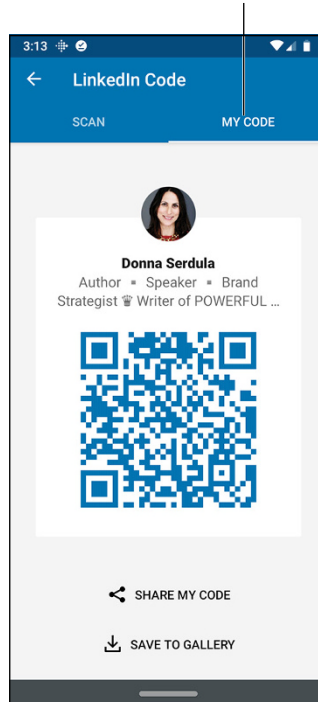 3:13
LinkedIn Code
SCAN MY CODE
Donna Serdula
Author ▪ Speaker ▪ Brand
Strategist ♛ Writer of POWERFUL ...
SHARE MY CODE
SAVE TO GALLERY